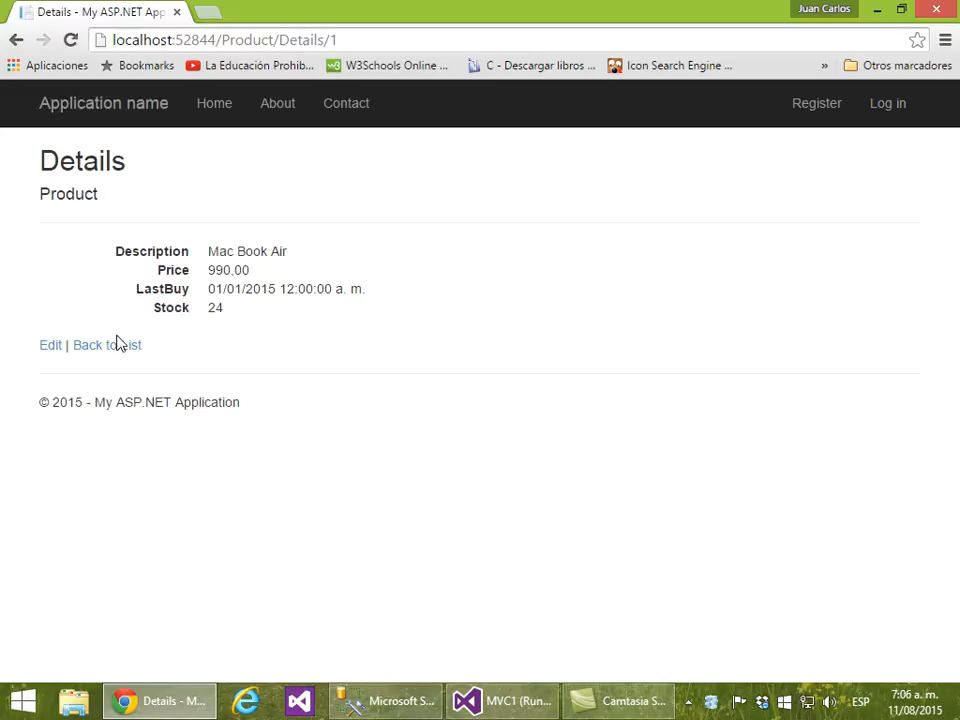 Details - My ASP.NET App
Juan Carlos
localhost:52844/Product/Details/1
Aplicaciones
Bookmarks
La Educación Prohib...
W3Schools Online ...
C - Descargar libros ...
Icon Search Engine ...
»
Otros marcadores
Application name
Home
About
Contact
Register
Log in
Details
Product
Description Mac Book Air
Price 990,00
LastBuy 01/01/2015 12:00:00 a. m.
Stock 24
Edit | Back to List
© 2015 - My ASP.NET Application
Details - M...
Microsoft S...
MVC1 (Run...
Camtasia S...
ESP
7:06 a. m.
11/08/2015